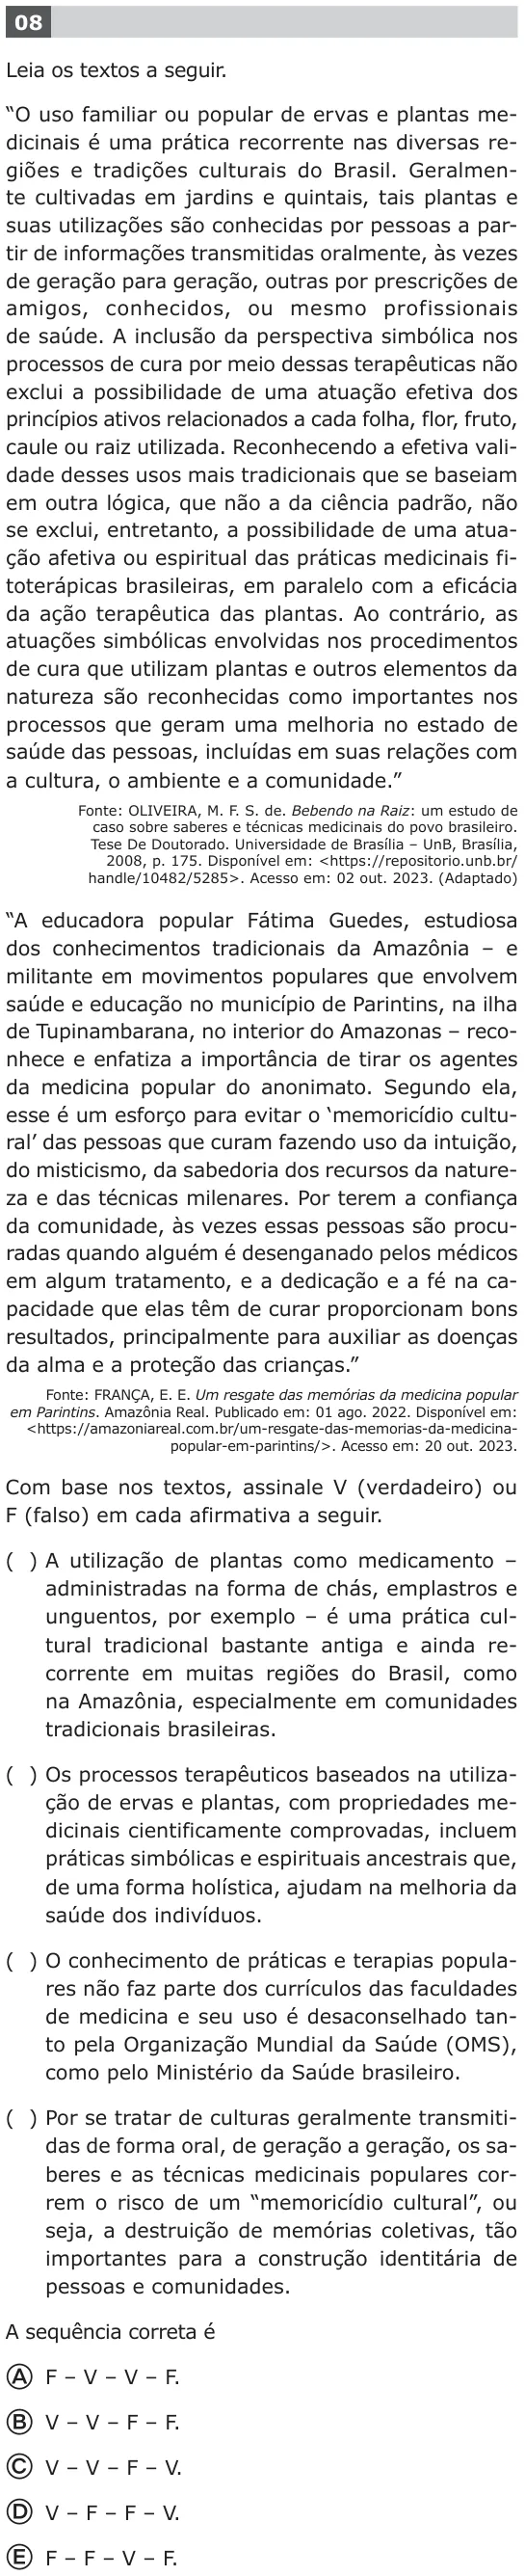 08
Leia os textos a seguir.
“O uso familiar ou popular de ervas e plantas me-
dicinais é uma prática recorrente nas diversas re-
giões e tradições culturais do Brasil. Geralmen-
te cultivadas em jardins e quintais, tais plantas e
suas utilizações são conhecidas por pessoas a par-
tir de informações transmitidas oralmente, às vezes
de geração para geração, outras por prescrições de
amigos, conhecidos, ou mesmo profissionais
de saúde. A inclusão da perspectiva simbólica nos
processos de cura por meio dessas terapêuticas não
exclui a possibilidade de uma atuação efetiva dos
princípios ativos relacionados a cada folha, flor, fruto,
caule ou raiz utilizada. Reconhecendo a efetiva vali-
dade desses usos mais tradicionais que se baseiam
em outra lógica, que não a da ciência padrão, não
se exclui, entretanto, a possibilidade de uma atua-
ção afetiva ou espiritual das práticas medicinais fi-
toterápicas brasileiras, em paralelo com a eficácia
da ação terapêutica das plantas. Ao contrário, as
atuações simbólicas envolvidas nos procedimentos
de cura que utilizam plantas e outros elementos da
natureza são reconhecidas como importantes nos
processos que geram uma melhoria no estado de
saúde das pessoas, incluídas em suas relações com
a cultura, o ambiente e a comunidade.”
Fonte: OLIVEIRA, M. F. S. de. Bebendo na Raiz: um estudo de
caso sobre saberes e técnicas medicinais do povo brasileiro.
Tese De Doutorado. Universidade de Brasília – UnB, Brasília,
2008, p. 175. Disponível em: <https://repositorio.unb.br/
handle/10482/5285>. Acesso em: 02 out. 2023. (Adaptado)
“A educadora popular Fátima Guedes, estudiosa
dos conhecimentos tradicionais da Amazônia – e
militante em movimentos populares que envolvem
saúde e educação no município de Parintins, na ilha
de Tupinambarana, no interior do Amazonas – reco-
nhece e enfatiza a importância de tirar os agentes
da medicina popular do anonimato. Segundo ela,
esse é um esforço para evitar o ‘memoricídio cultu-
ral’ das pessoas que curam fazendo uso da intuição,
do misticismo, da sabedoria dos recursos da nature-
za e das técnicas milenares. Por terem a confiança
da comunidade, às vezes essas pessoas são procu-
radas quando alguém é desenganado pelos médicos
em algum tratamento, e a dedicação e a fé na ca-
pacidade que elas têm de curar proporcionam bons
resultados, principalmente para auxiliar as doenças
da alma e a proteção das crianças.”
Fonte: FRANÇA, E. E. Um resgate das memórias da medicina popular
em Parintins. Amazônia Real. Publicado em: 01 ago. 2022. Disponível em:
<https://amazoniareal.com.br/um-resgate-das-memorias-da-medicina-
popular-em-parintins/>. Acesso em: 20 out. 2023.
Com base nos textos, assinale V (verdadeiro) ou
F (falso) em cada afirmativa a seguir.
( ) A utilização de plantas como medicamento –
administradas na forma de chás, emplastros e
unguentos, por exemplo – é uma prática cul-
tural tradicional bastante antiga e ainda re-
corrente em muitas regiões do Brasil, como
na Amazônia, especialmente em comunidades
tradicionais brasileiras.
( ) Os processos terapêuticos baseados na utiliza-
ção de ervas e plantas, com propriedades me-
dicinais cientificamente comprovadas, incluem
práticas simbólicas e espirituais ancestrais que,
de uma forma holística, ajudam na melhoria da
saúde dos indivíduos.
( ) O conhecimento de práticas e terapias popula-
res não faz parte dos currículos das faculdades
de medicina e seu uso é desaconselhado tan-
to pela Organização Mundial da Saúde (OMS),
como pelo Ministério da Saúde brasileiro.
( ) Por se tratar de culturas geralmente transmiti-
das de forma oral, de geração a geração, os sa-
beres e as técnicas medicinais populares cor-
rem o risco de um “memoricídio cultural”, ou
seja, a destruição de memórias coletivas, tão
importantes para a construção identitária de
pessoas e comunidades.
A sequência correta é
A F – V – V – F.
B V – V – F – F.
C V – V – F – V.
D V – F – F – V.
E F – F – V – F.